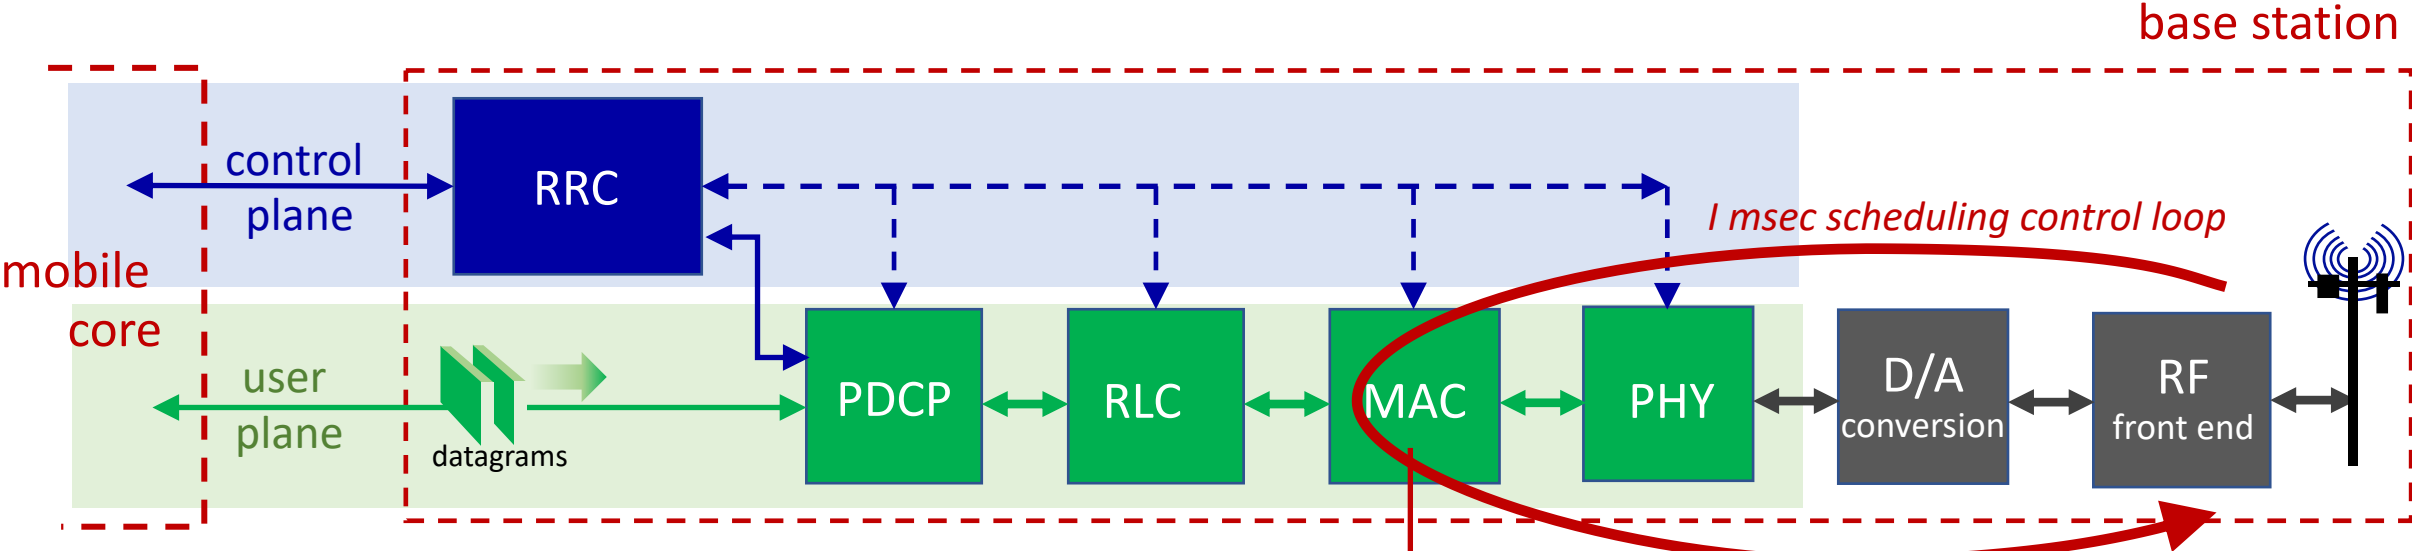 base station
control
plane
RRC
I msec scheduling control loop
mobile
core
user
plane
datagrams
PDCP
RLC
MAC
PHY
D/A
conversion
RF
front end